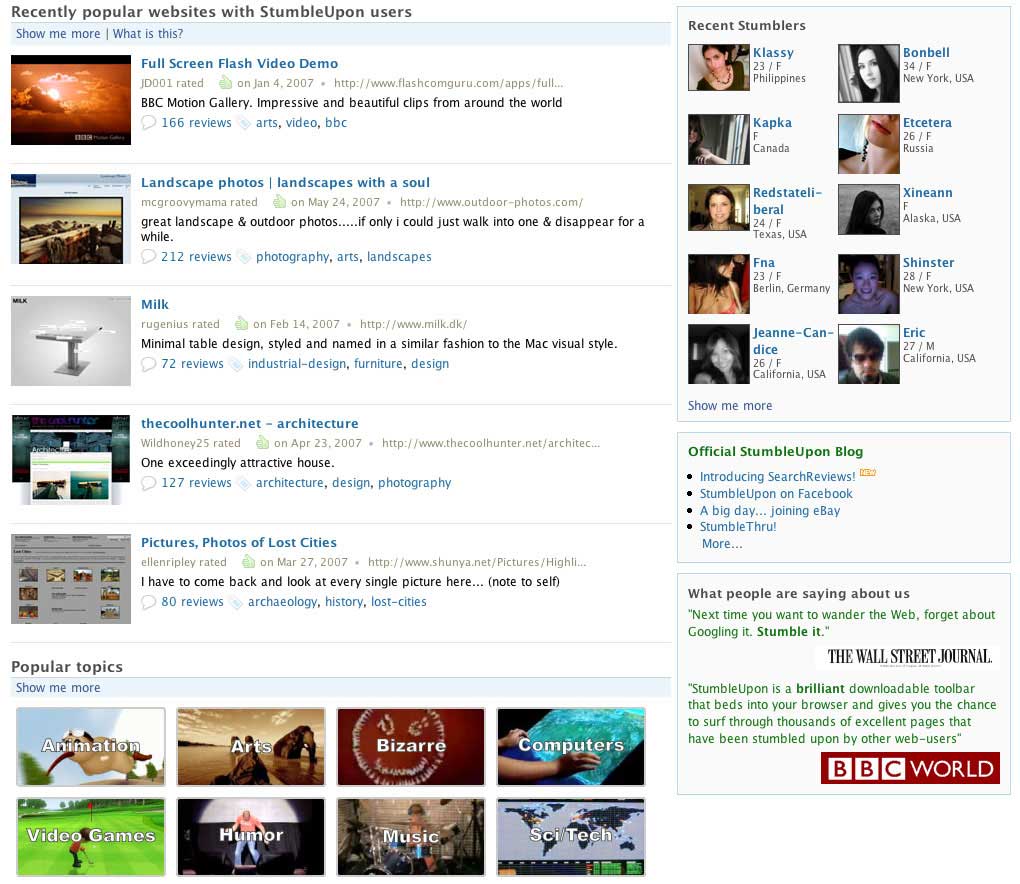 Recently popular websites with StumbleUpon users
Show me more | What is this?
Full Screen Flash Video Demo
JD001 rated on Jan 4, 2007 • http://www.flashcomguru.com/apps/full...
BBC Motion Gallery. Impressive and beautiful clips from around the world
166 reviews arts, video, bbc
BBC Motion Gallery
Landscape photos | landscapes with a soul
mcgroovymama rated on May 24, 2007 • http://www.outdoor-photos.com/
great landscape & outdoor photos.....if only i could just walk into one & disappear for a
while.
212 reviews photography, arts, landscapes
MILK
Milk
rugenius rated on Feb 14, 2007 • http://www.milk.dk/
Minimal table design, styled and named in a similar fashion to the Mac visual style.
72 reviews industrial-design, furniture, design
thecoolhunter.net - architecture
Wildhoney25 rated on Apr 23, 2007 • http://www.thecoolhunter.net/architec...
One exceedingly attractive house.
127 reviews architecture, design, photography
Architecture
Pictures, Photos of Lost Cities
ellenripley rated on Mar 27, 2007 • http://www.shunya.net/Pictures/Highli...
I have to come back and look at every single picture here... (note to self)
80 reviews archaeology, history, lost-cities
Lost Cities
Popular topics
Show me more
Animation
Arts
Bizarre
Computers
Video Games
Humor
Music
Sci/Tech
Recent Stumblers
Klassy
23 / F
Philippines
Bonbell
34 / F
New York, USA
Kapka
F
Canada
Etcetera
26 / F
Russia
Redstateli-
beral
24 / F
Texas, USA
Xineann
F
Alaska, USA
Fna
23 / F
Berlin, Germany
Shinster
28 / F
New York, USA
Jeanne-Can-
dice
26 / F
California, USA
Eric
27 / M
California, USA
Show me more
Official StumbleUpon Blog
Introducing SearchReviews! NEW
StumbleUpon on Facebook
A big day... joining eBay
StumbleThru!
More...
What people are saying about us
"Next time you want to wander the Web, forget about
Googling it. Stumble it."
THE WALL STREET JOURNAL.
"StumbleUpon is a brilliant downloadable toolbar
that beds into your browser and gives you the chance
to surf through thousands of excellent pages that
have been stumbled upon by other web-users"
BBC WORLD